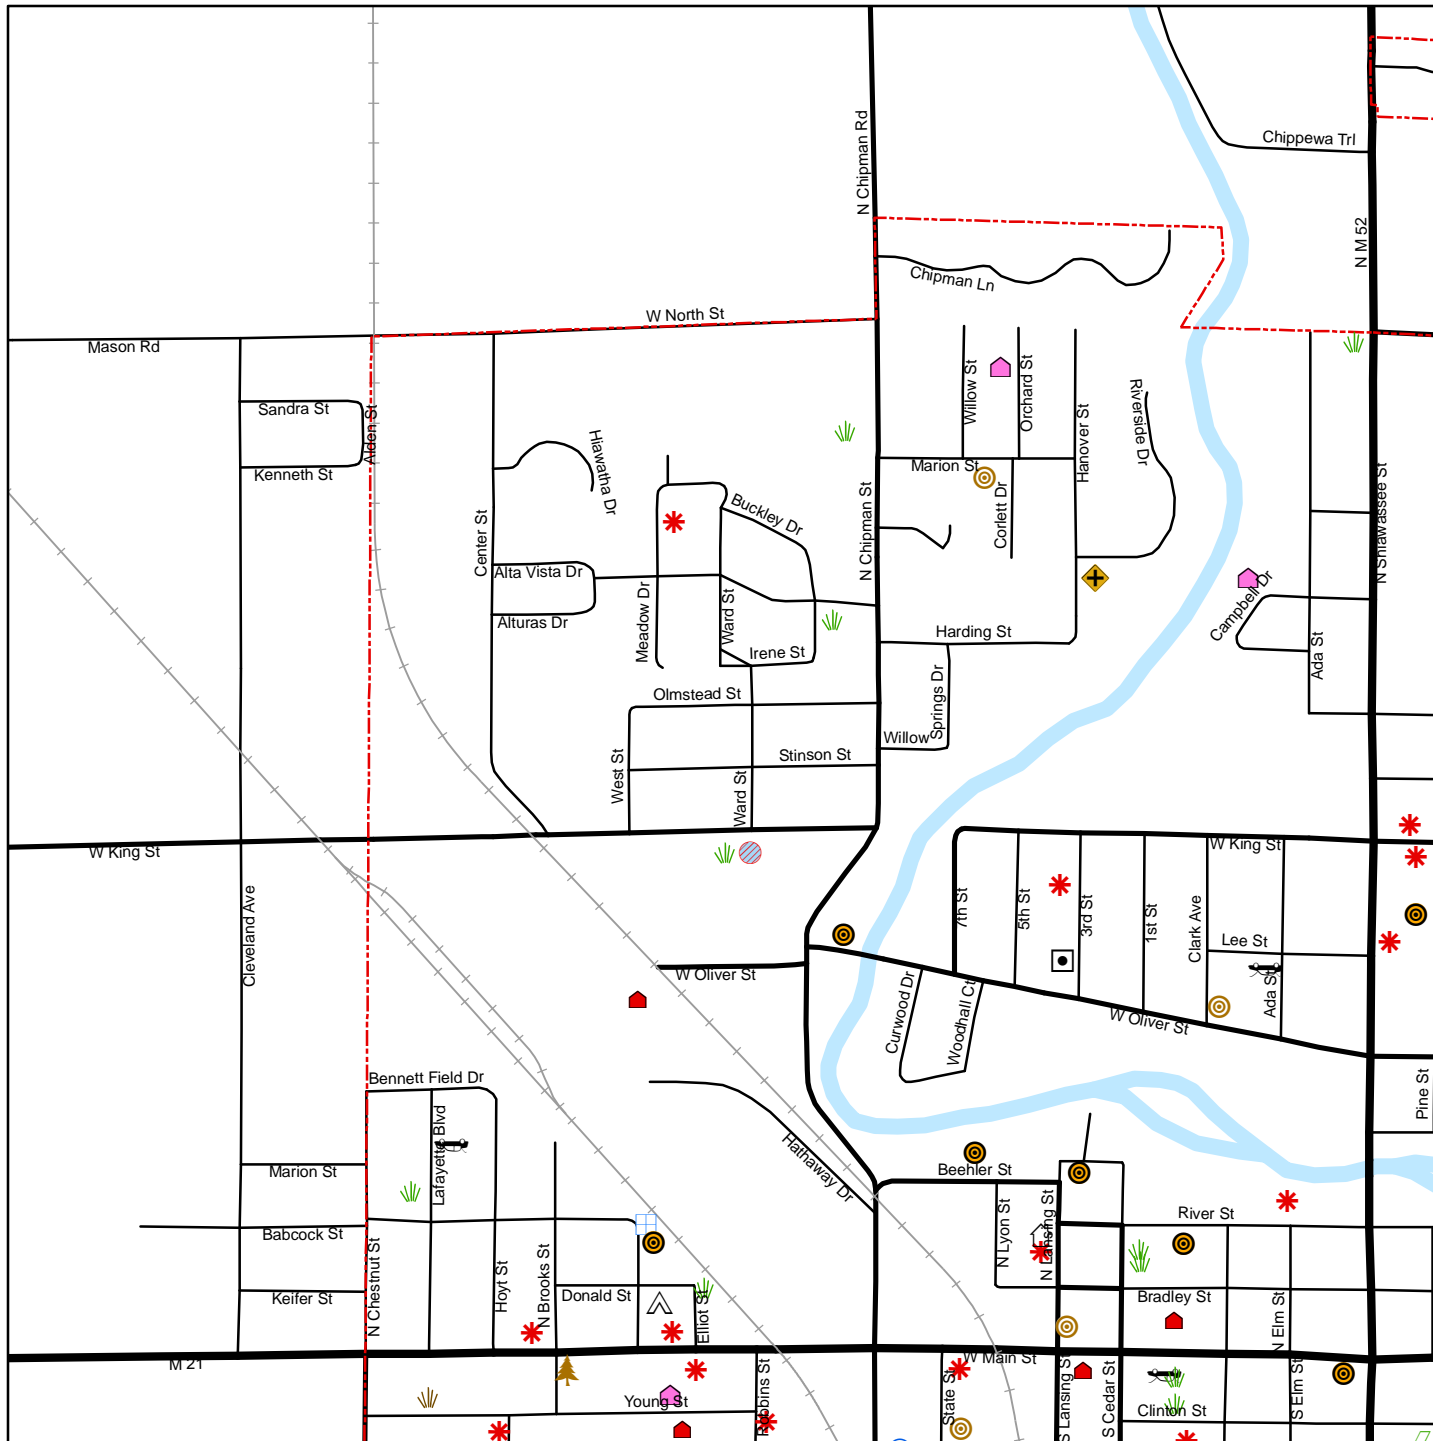 N Chipman Rd
Chippewa Trl
N M 52
Chipman Ln
W North St
Mason Rd
Willow St
Orchard St
Riverside Dr
Sandra St
Alden St
Hanover St
Hiawatha Dr
Marion St
Kenneth St
N Shiawassee St
Buckley Dr
N Chipman St
Corlett Dr
Center St
Alta Vista Dr
Campbell Dr
Meadow Dr
Ward St
Alturas Dr
Harding St
Ada St
Irene St
Springs Dr
Olmstead St
Willow
Stinson St
West St
Ward St
W King St
W King St
Cleveland Ave
7th St
5th St
3rd St
1st St
Clark Ave
Lee St
W Oliver St
Ada St
Curwood Dr
Woodhall Ct
W Oliver St
Bennett Field Dr
Pine St
Lafayette Blvd
Hathaway Dr
Beehler St
Marion St
River St
N Lyon St
N Lansing St
Babcock St
N Chestnut St
Hoyt St
N Brooks St
Donald St
Elliot St
Bradley St
Keifer St
N Elm St
M 21
W Main St
Robbins St
State St
S Lansing St
S Cedar St
S Elm St
Young St
Clinton St